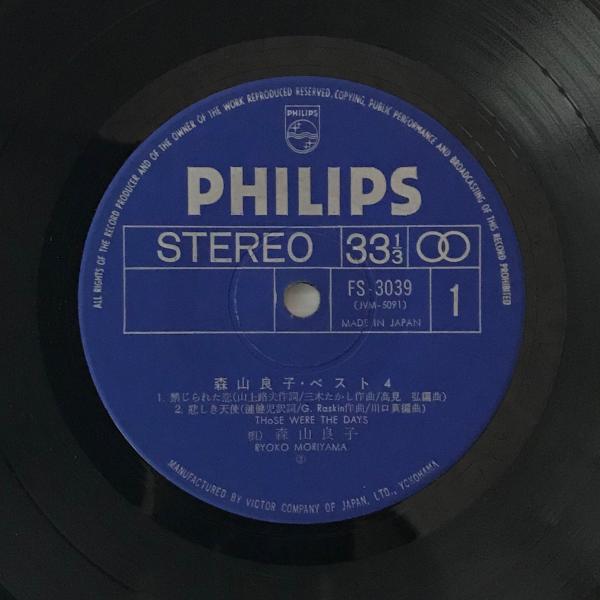 ALL RIGHTS OF THE RECORD PRODUCER AND OF THE OWNER OF THE WORK REPRODUCED RESERVED, COPYING, PUBLIC PERFORMANCE AND BROADCASTING OF THIS RECORD PROHIBITED
PHILIPS
PHILIPS
STEREO 33 1/3
FS-3039
(JVM-5091)
MADE IN JAPAN
1
森山良子・ベスト 4
1. 禁じられた恋(山上路夫作詞/三木たかし作曲/高見 弘編曲)
2. 悲しき天使(漣健児訳詞/G. Raskin作曲/川口真編曲)
THoSE WERE THE DAYS
唄) 森山良子
RYOKO MORIYAMA
MANUFACTURED BY VICTOR COMPANY OF JAPAN, LTD., YOKOHAMA